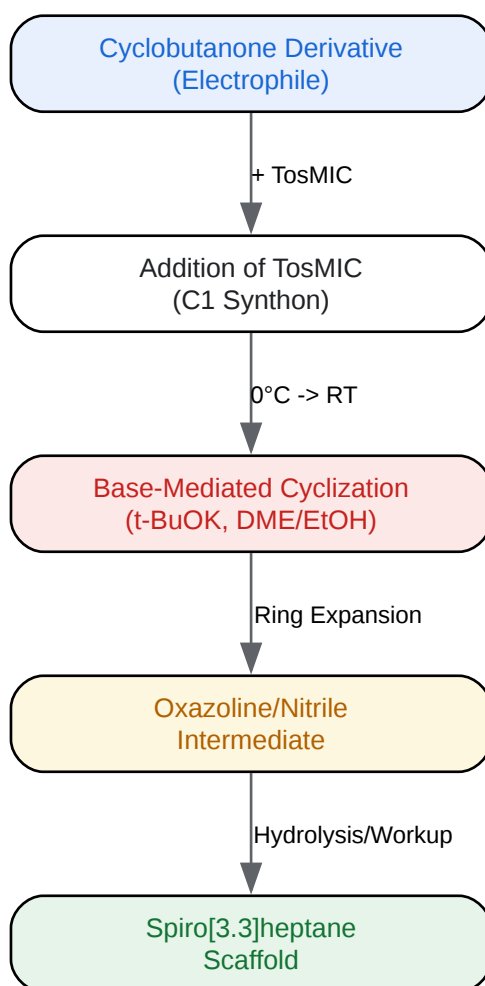 Cyclobutanone Derivative
(Electrophile)
+ TosMIC
Addition of TosMIC
(C1 Synthon)
0°C -> RT
Base-Mediated Cyclization
(t-BuOK, DME/EtOH)
Ring Expansion
Oxazoline/Nitrile
Intermediate
Hydrolysis/Workup
Spiro[3.3]heptane
Scaffold